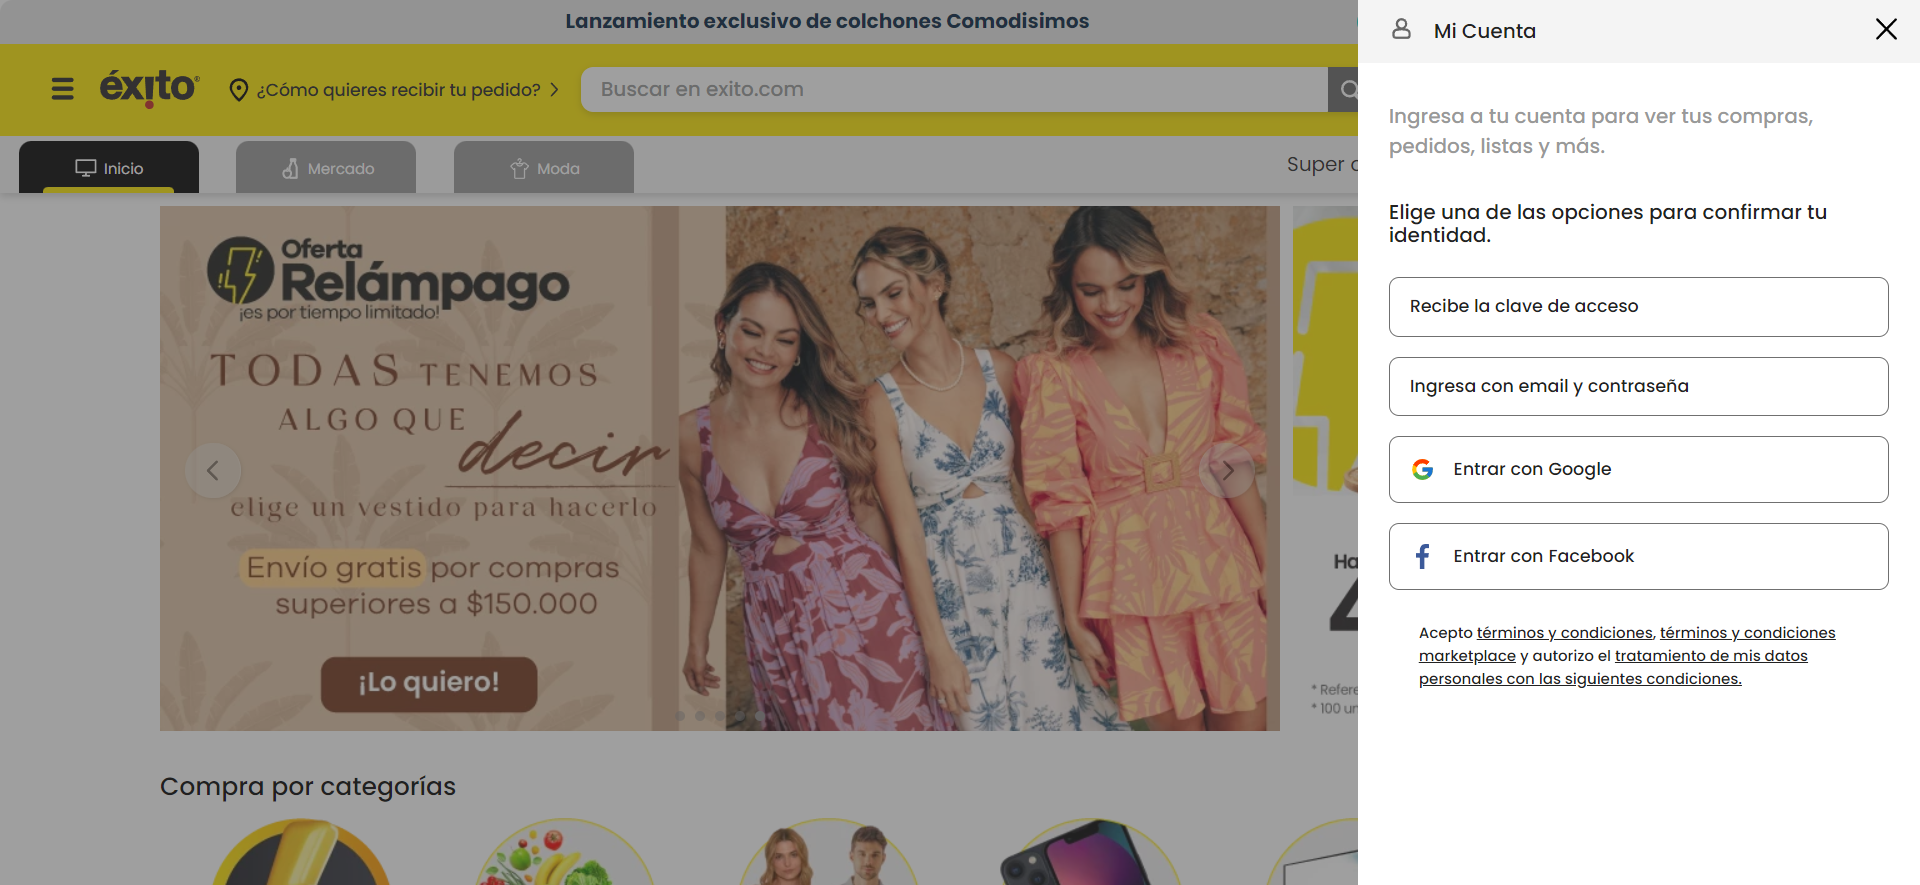 Lanzamiento exclusivo de colchones Comodisimos
éxito
¿Cómo quieres recibir tu pedido?
Buscar en exito.com
Inicio
Mercado
Moda
Super
Oferta
Relámpago
¡es por tiempo limitado!
TODAS TENEMOS
ALGO QUE
decir
elige un vestido para hacerlo
Envío gratis por compras
superiores a $150.000
¡Lo quiero!
Ha
* Refere
* 100 un
Compra por categorías
Mi Cuenta
Ingresa a tu cuenta para ver tus compras,
pedidos, listas y más.
Elige una de las opciones para confirmar tu
identidad.
Recibe la clave de acceso
Ingresa con email y contraseña
Entrar con Google
Entrar con Facebook
Acepto términos y condiciones, términos y condiciones
marketplace y autorizo el tratamiento de mis datos
personales con las siguientes condiciones.